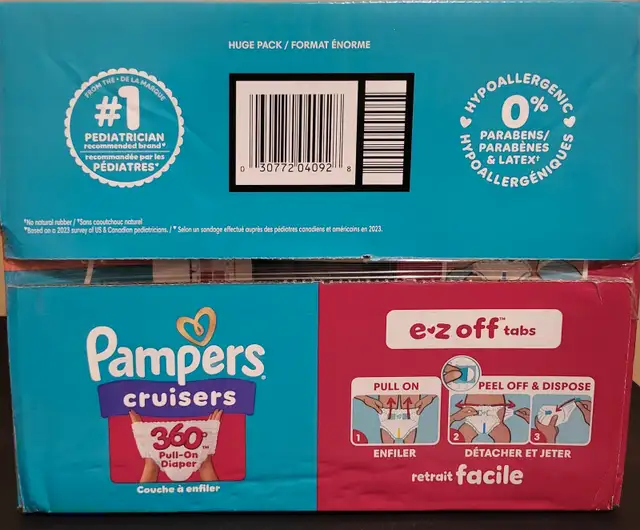 HUGE PACK / FORMAT ÉNORME
FROM THE • DE LA MARQUE
#1
PEDIATRICIAN
recommended brand▼
recommandée par les
PÉDIATRES▼
0 30772 04092 8
HYPOALLERGENIC
0%
PARABENS/
PARABÈNES
& LATEX†
HYPOALLERGÉNIQUES
†No natural rubber / †Sans caoutchouc naturel
▼Based on a 2023 survey of US & Canadian pediatricians. / ▼ Selon un sondage effectué auprès des pédiatres canadiens et américains en 2023.
Pampers®
cruisers
360°™
Pull-On
Diaper
Couche à enfiler
e•z off™ tabs
PULL ON
PEEL OFF & DISPOSE
1
2
3
ENFILER
DÉTACHER ET JETER
retrait facile